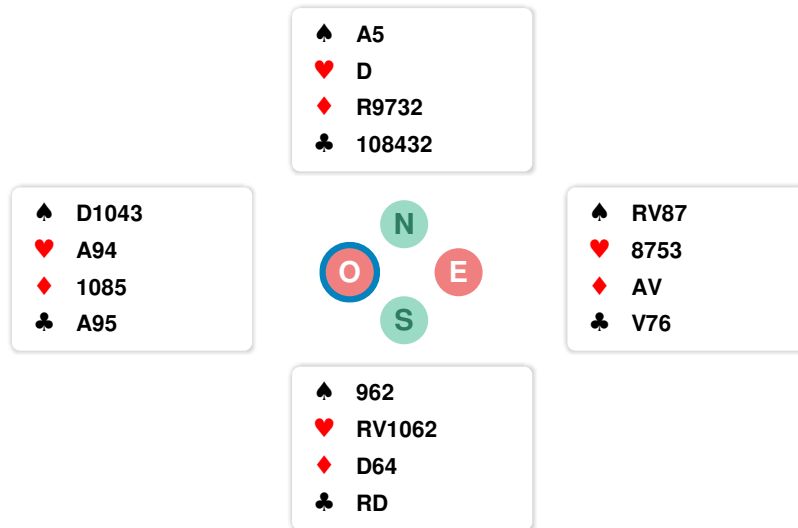 ♠ A5
♥ D
♦ R9732
♣ 108432
♠ D1043
♥ A94
♦ 1085
♣ A95
N
O
E
S
♠ RV87
♥ 8753
♦ AV
♣ V76
♠ 962
♥ RV1062
♦ D64
♣ RD